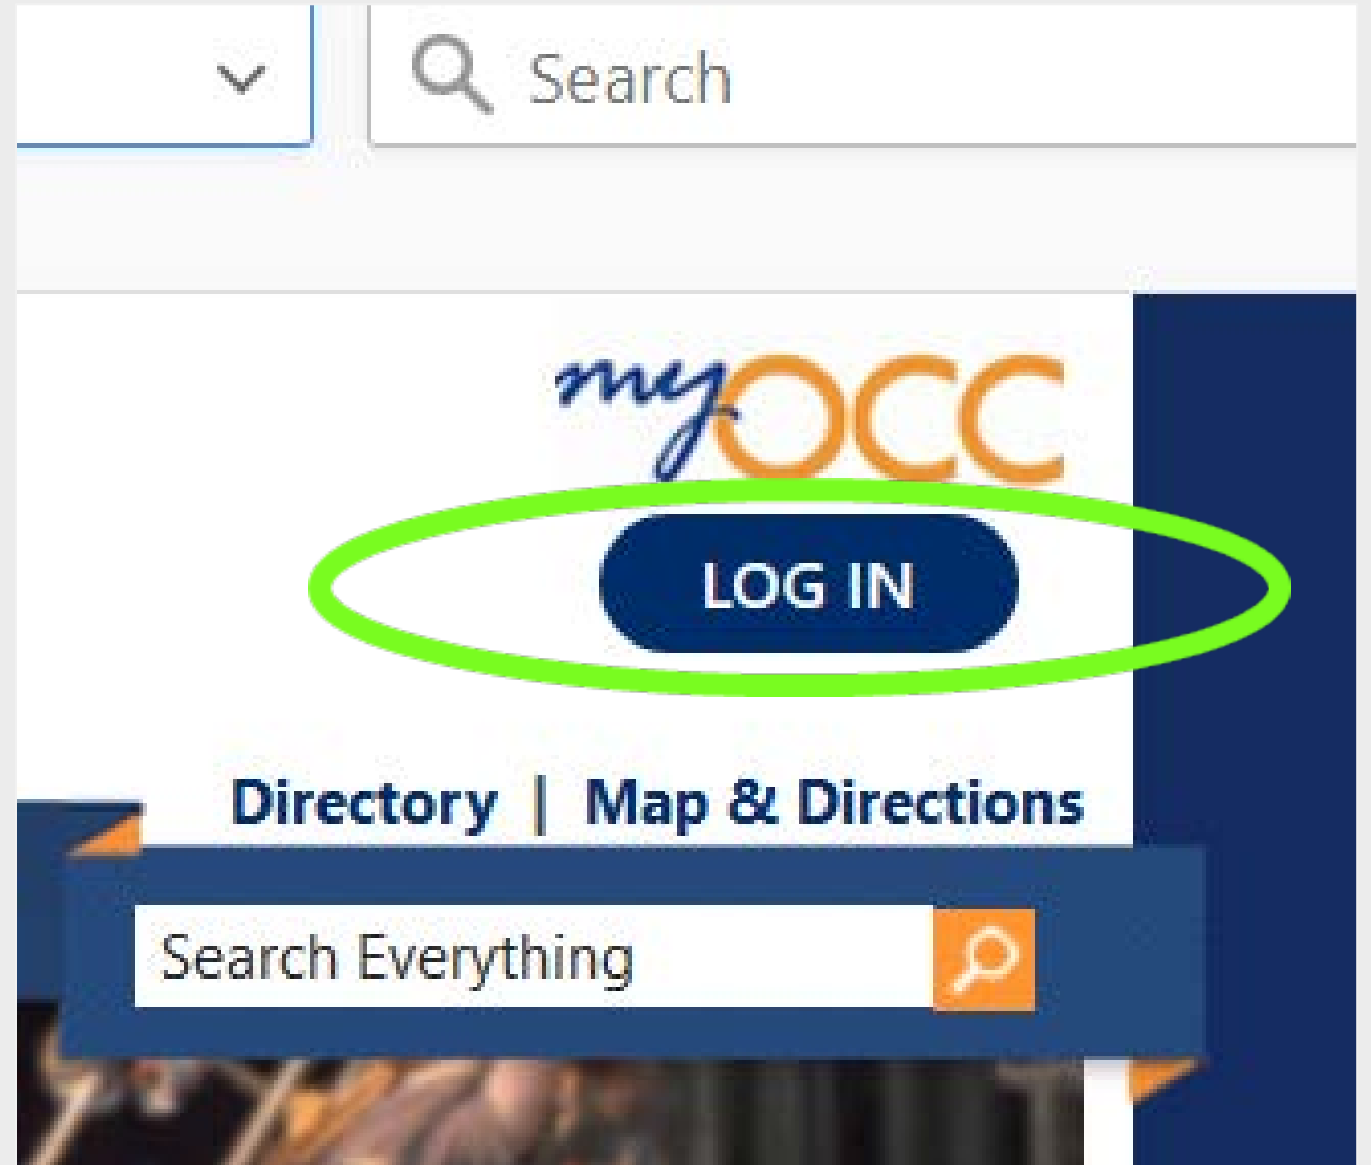 Search
myOCC
LOG IN
Directory | Map & Directions
Search Everything